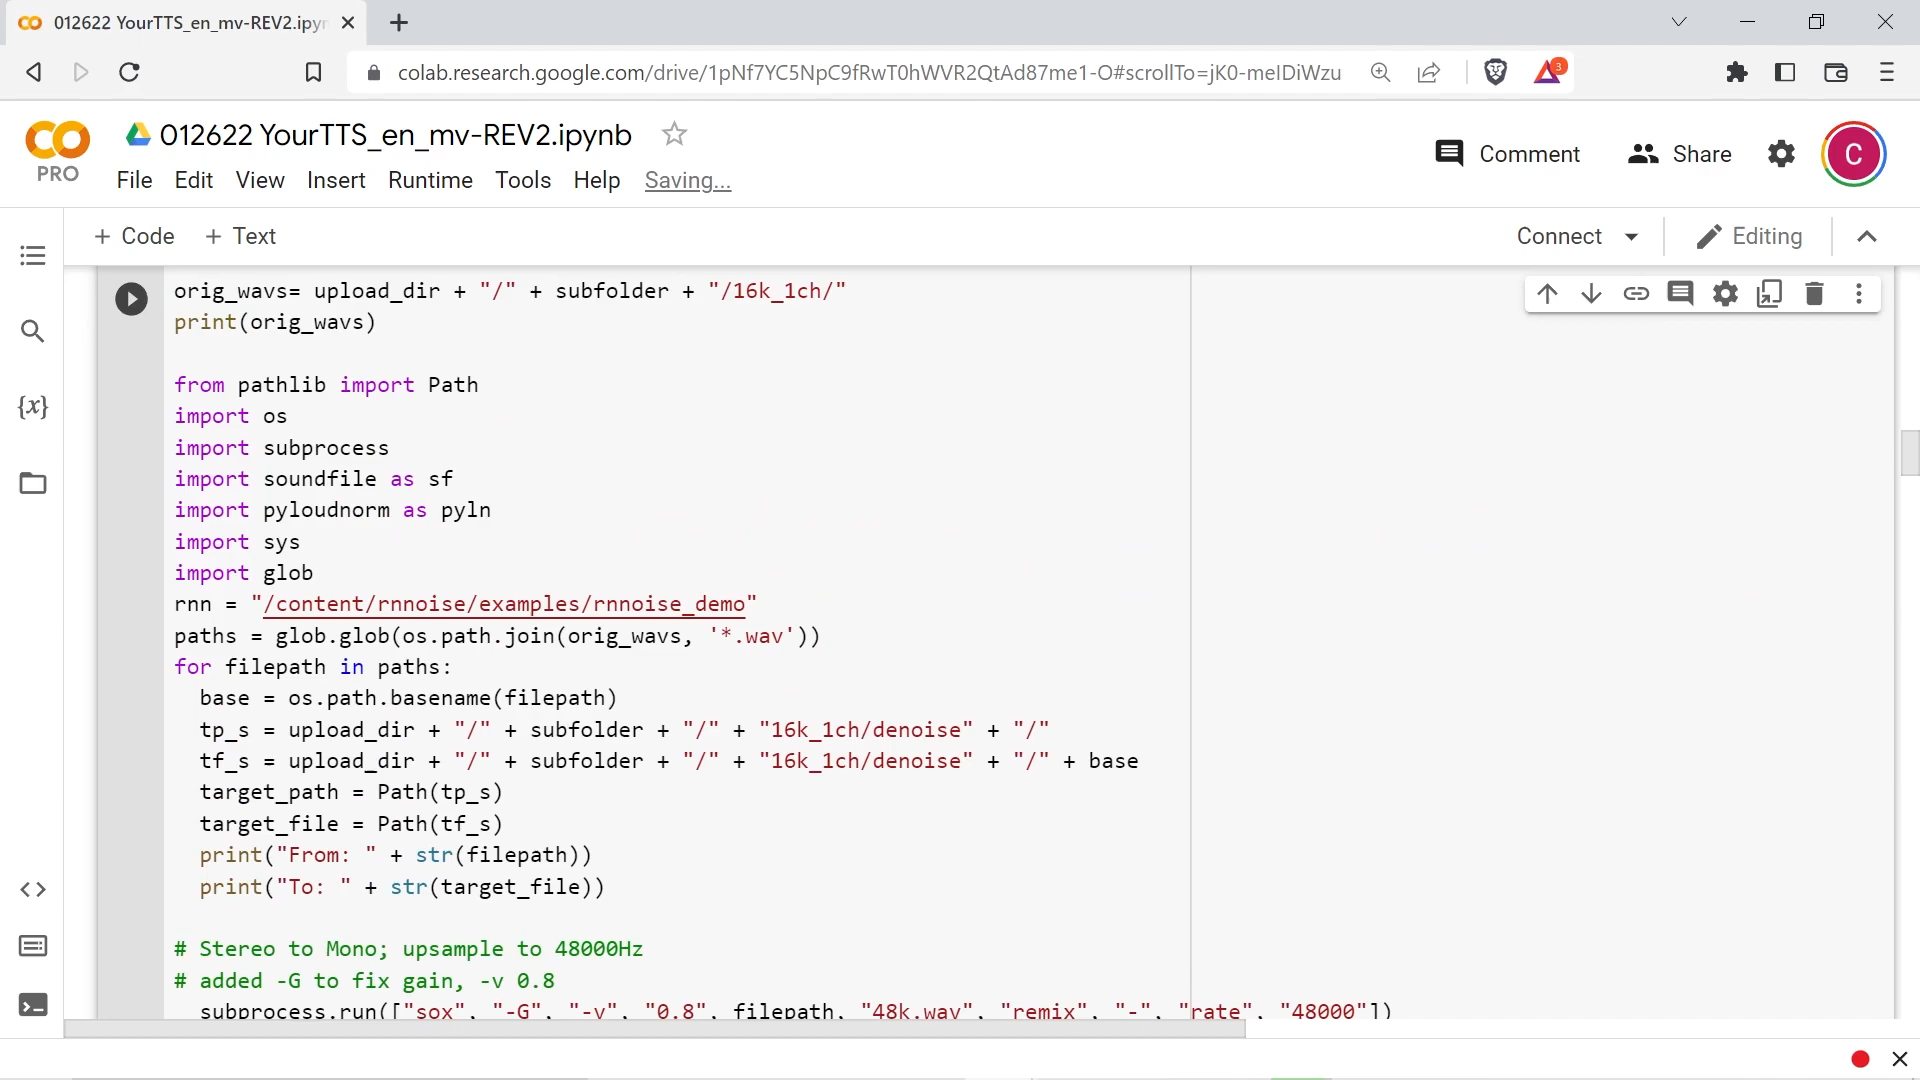 012622 YourTTS_en_mv-REV2.ipyn
colab.research.google.com/drive/1pNf7YC5NpC9fRwT0hWVR2QtAd87me1-O#scrollTo=jK0-meIDiWzu
3
PRO
012622 YourTTS_en_mv-REV2.ipynb
File Edit View Insert Runtime Tools Help Saving...
Comment Share C
+ Code + Text
Connect Editing
orig_wavs= upload_dir + "/" + subfolder + "/16k_1ch/"
print(orig_wavs)
from pathlib import Path
import os
import subprocess
import soundfile as sf
import pyloudnorm as pyln
import sys
import glob
rnn = "/content/rnnoise/examples/rnnoise_demo"
paths = glob.glob(os.path.join(orig_wavs, '*.wav'))
for filepath in paths:
  base = os.path.basename(filepath)
  tp_s = upload_dir + "/" + subfolder + "/" + "16k_1ch/denoise" + "/"
  tf_s = upload_dir + "/" + subfolder + "/" + "16k_1ch/denoise" + "/" + base
  target_path = Path(tp_s)
  target_file = Path(tf_s)
  print("From: " + str(filepath))
  print("To: " + str(target_file))
# Stereo to Mono; upsample to 48000Hz
# added -G to fix gain, -v 0.8
  subprocess.run(["sox", "-G", "-v", "0.8", filepath, "48k.wav", "remix", "-", "rate", "48000"])
{x}